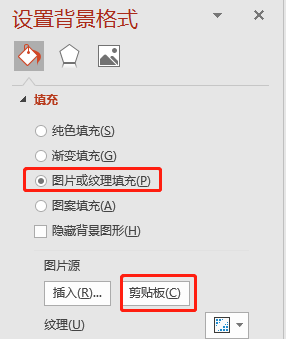 设置背景格式
填充
纯色填充(S)
渐变填充(G)
图片或纹理填充(P)
图案填充(A)
隐藏背景图形(H)
图片源
插入(R)... 剪贴板(C)
纹理(U)